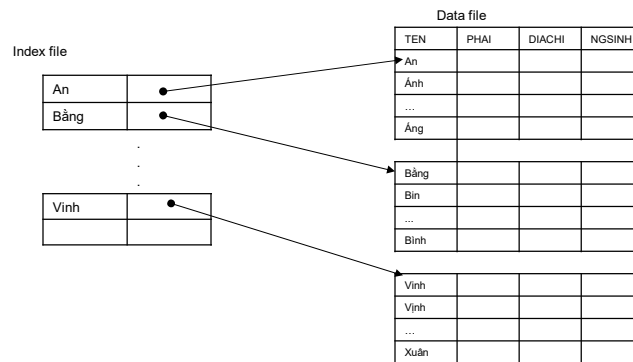 Data file
Index file
TEN PHAI DIACHI NGSINH
An
Ánh
…
Áng
An
Bằng
.
.
.
Vinh
Bằng
Bin
...
Bình
Vinh
Vịnh
…
Xuân